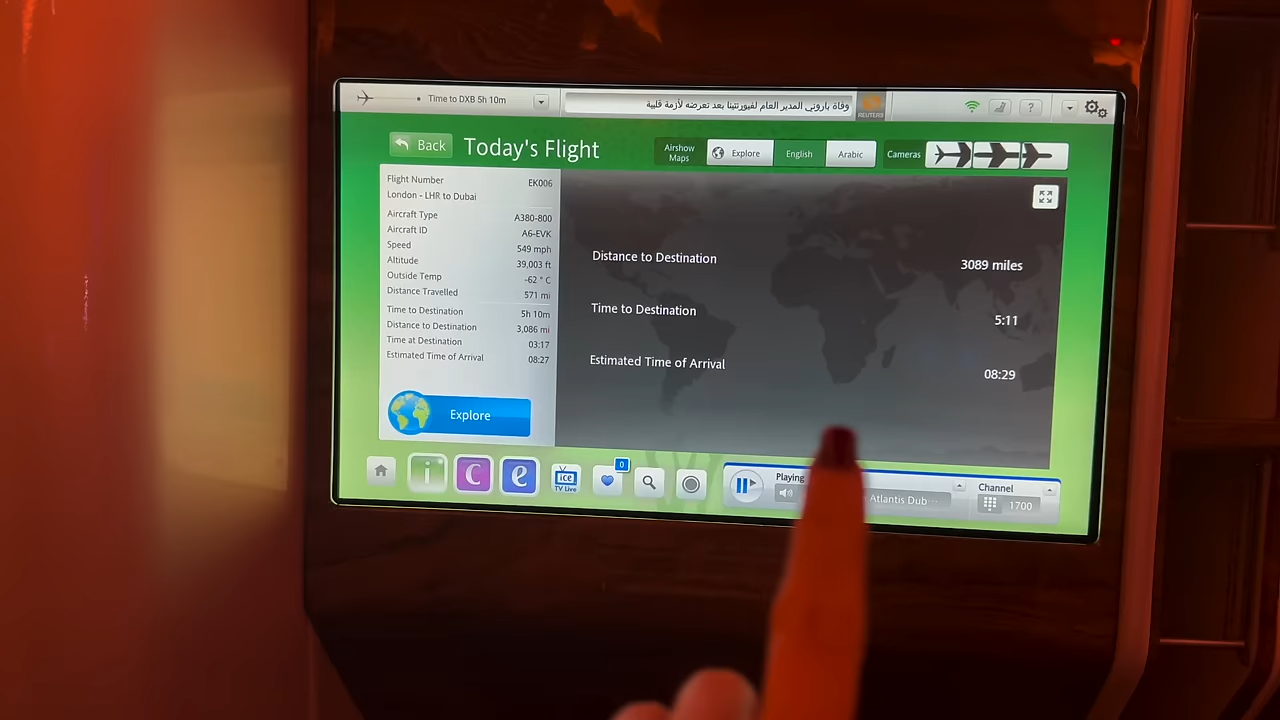 Time to DXB 5h 10m
وفاة باروني المدير العام لفيورنتينا بعد تعرضه لأزمة قلبية
REUTERS
?
Back
Today's Flight
Airshow
Maps
Explore
English
Arabic
Cameras
Flight Number EK006
London - LHR to Dubai
Aircraft Type A380-800
Aircraft ID A6-EVK
Speed 549 mph
Altitude 39,003 ft
Outside Temp -62 ° C
Distance Travelled 571 mi
Time to Destination 5h 10m
Distance to Destination 3,086 mi
Time at Destination 03:17
Estimated Time of Arrival 08:27
Explore
Distance to Destination 3089 miles
Time to Destination 5:11
Estimated Time of Arrival 08:29
i
C
e
ice
TV Live
0
Playing
Atlantis Dub...
Channel
1700